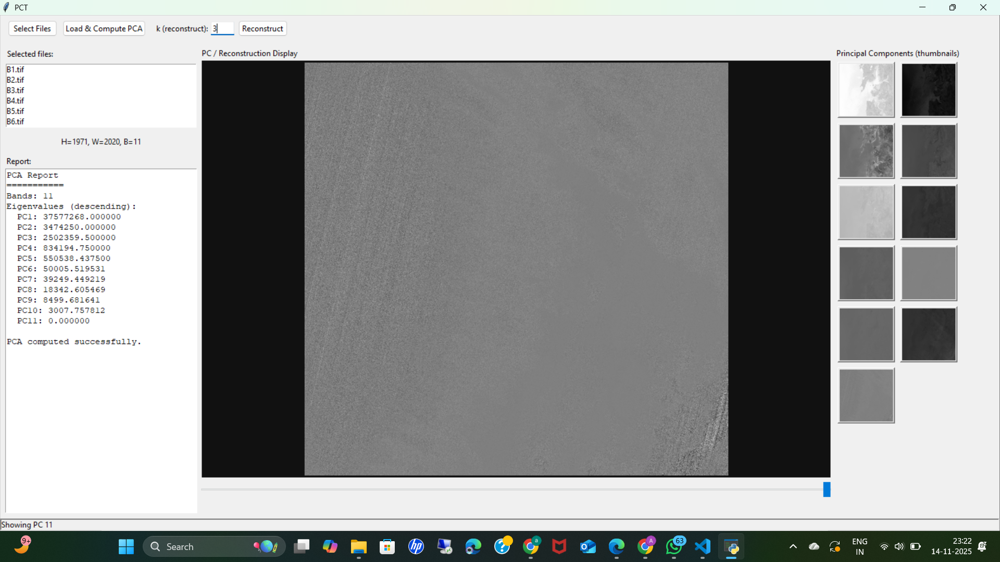 PCT
Select Files
Load & Compute PCA
k (reconstruct): 3
Reconstruct
Selected files:
B1.tif
B2.tif
B3.tif
B4.tif
B5.tif
B6.tif
H=1971, W=2020, B=11
Report:
PCA Report
===========
Bands: 11
Eigenvalues (descending):
PC1: 37577268.000000
PC2: 3474250.000000
PC3: 2502359.500000
PC4: 834194.750000
PC5: 550538.437500
PC6: 50005.519531
PC7: 39249.449219
PC8: 18342.605469
PC9: 8499.681641
PC10: 3007.757812
PC11: 0.000000
PCA computed successfully.
PC / Reconstruction Display
Principal Components (thumbnails)
Showing PC 11
9+
Search
hp
a
A
63
ENG
IN
23:22
14-11-2025